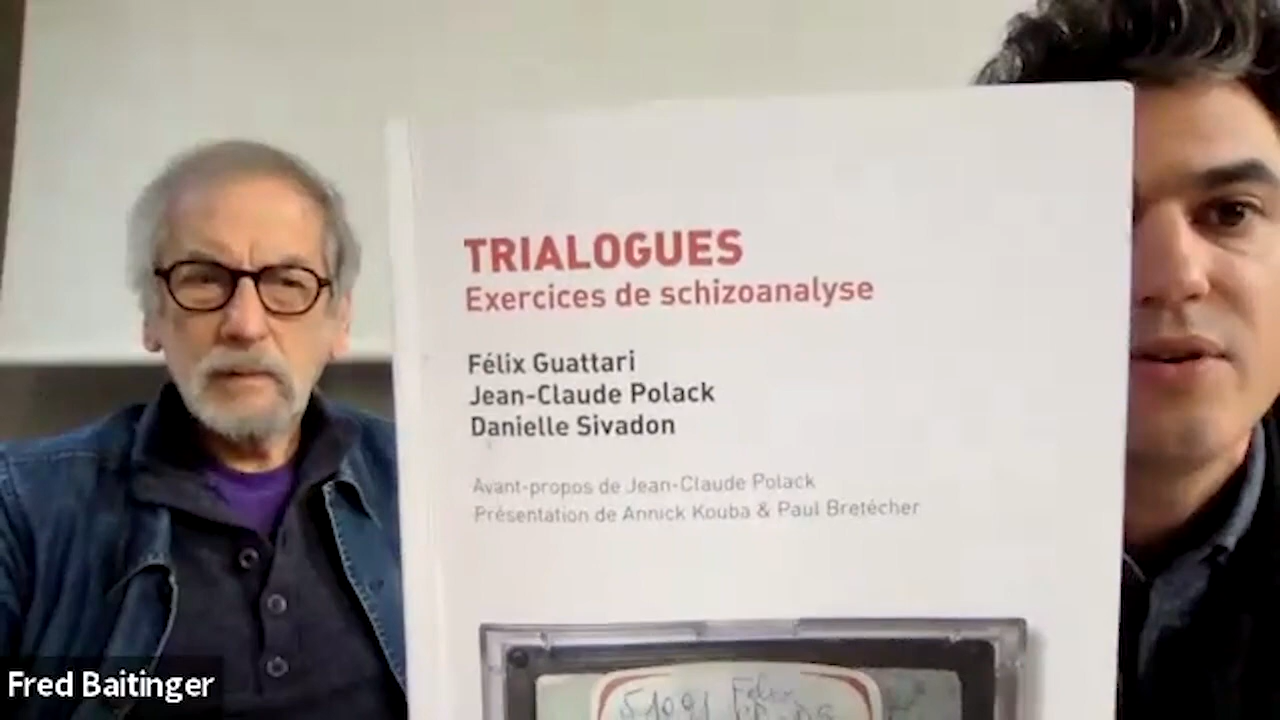 TRIALOGUES
Exercices de schizoanalyse
Félix Guattari
Jean-Claude Polack
Danielle Sivadon
Avant-propos de Jean-Claude Polack
Présentation de Annick Kouba & Paul Bretécher
Fred Baitinger